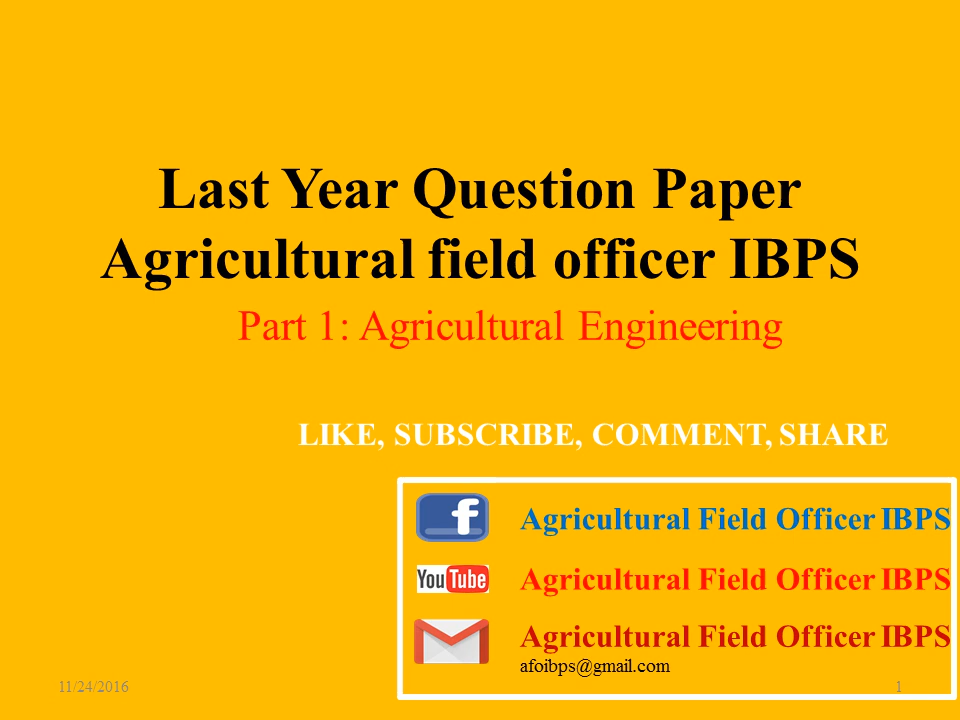 Last Year Question Paper
Agricultural field officer IBPS
Part 1: Agricultural Engineering
LIKE, SUBSCRIBE, COMMENT, SHARE
f Agricultural Field Officer IBPS
YouTube Agricultural Field Officer IBPS
Agricultural Field Officer IBPS
afoibps@gmail.com
11/24/2016 1